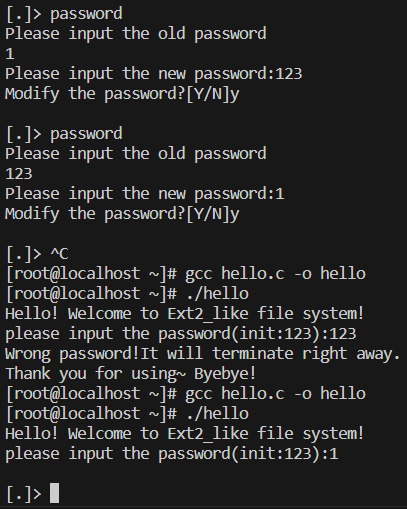 [.]> password
Please input the old password
1
Please input the new password:123
Modify the password?[Y/N]y
[.]> password
Please input the old password
123
Please input the new password:1
Modify the password?[Y/N]y
[.]> ^C
[root@localhost ~]# gcc hello.c -o hello
[root@localhost ~]# ./hello
Hello! Welcome to Ext2_like file system!
please input the password(init:123):123
Wrong password!It will terminate right away.
Thank you for using~ Byebye!
[root@localhost ~]# gcc hello.c -o hello
[root@localhost ~]# ./hello
Hello! Welcome to Ext2_like file system!
please input the password(init:123):1
[.]>